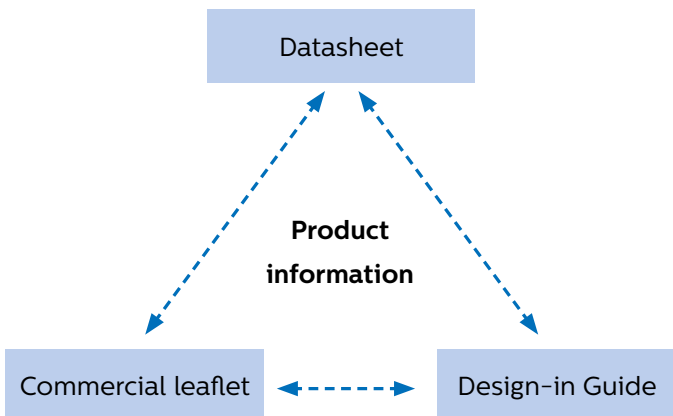 Datasheet
Product
information
Commercial leaflet
Design-in Guide